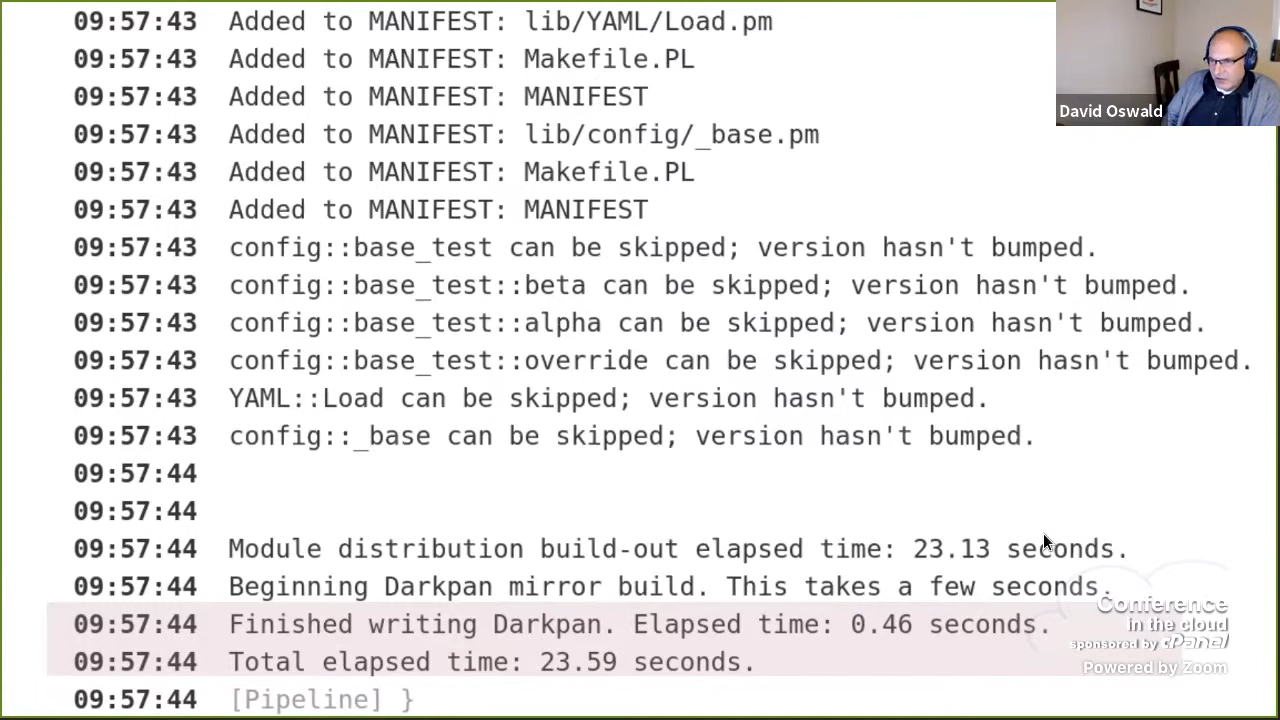 09:57:43 Added to MANIFEST: lib/YAML/Load.pm
09:57:43 Added to MANIFEST: Makefile.PL
09:57:43 Added to MANIFEST: MANIFEST
09:57:43 Added to MANIFEST: lib/config/_base.pm
09:57:43 Added to MANIFEST: Makefile.PL
09:57:43 Added to MANIFEST: MANIFEST
09:57:43 config::base_test can be skipped; version hasn't bumped.
09:57:43 config::base_test::beta can be skipped; version hasn't bumped.
09:57:43 config::base_test::alpha can be skipped; version hasn't bumped.
09:57:43 config::base_test::override can be skipped; version hasn't bumped.
09:57:43 YAML::Load can be skipped; version hasn't bumped.
09:57:43 config::_base can be skipped; version hasn't bumped.
09:57:44
09:57:44
09:57:44 Module distribution build-out elapsed time: 23.13 seconds.
09:57:44 Beginning Darkpan mirror build. This takes a few seconds.
09:57:44 Finished writing Darkpan. Elapsed time: 0.46 seconds.
09:57:44 Total elapsed time: 23.59 seconds.
09:57:44 [Pipeline] }
David Oswald
Conference
in the cloud
sponsored by cPanel
Powered by Zoom